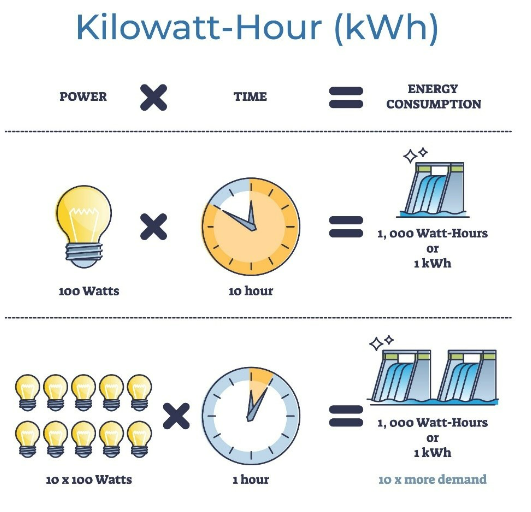 Kilowatt-Hour (kWh)
POWER
TIME
ENERGY
CONSUMPTION
100 Watts
10 hour
1, 000 Watt-Hours
or
1 kWh
10 x 100 Watts
1 hour
1, 000 Watt-Hours
or
1 kWh
10 x more demand